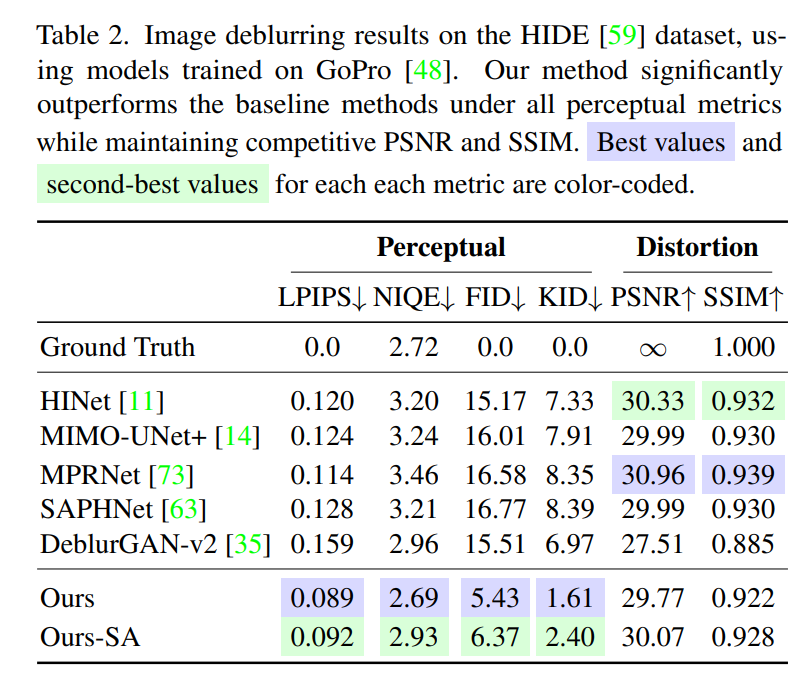 Table 2. Image deblurring results on the HIDE [59] dataset, us-
ing models trained on GoPro [48]. Our method significantly
outperforms the baseline methods under all perceptual metrics
while maintaining competitive PSNR and SSIM. Best values and
second-best values for each each metric are color-coded.
Perceptual Distortion
LPIPS↓ NIQE↓ FID↓ KID↓ PSNR↑ SSIM↑
Ground Truth 0.0 2.72 0.0 0.0 ∞ 1.000
HINet [11] 0.120 3.20 15.17 7.33 30.33 0.932
MIMO-UNet+ [14] 0.124 3.24 16.01 7.91 29.99 0.930
MPRNet [73] 0.114 3.46 16.58 8.35 30.96 0.939
SAPHNet [63] 0.128 3.21 16.77 8.39 29.99 0.930
DeblurGAN-v2 [35] 0.159 2.96 15.51 6.97 27.51 0.885
Ours 0.089 2.69 5.43 1.61 29.77 0.922
Ours-SA 0.092 2.93 6.37 2.40 30.07 0.928